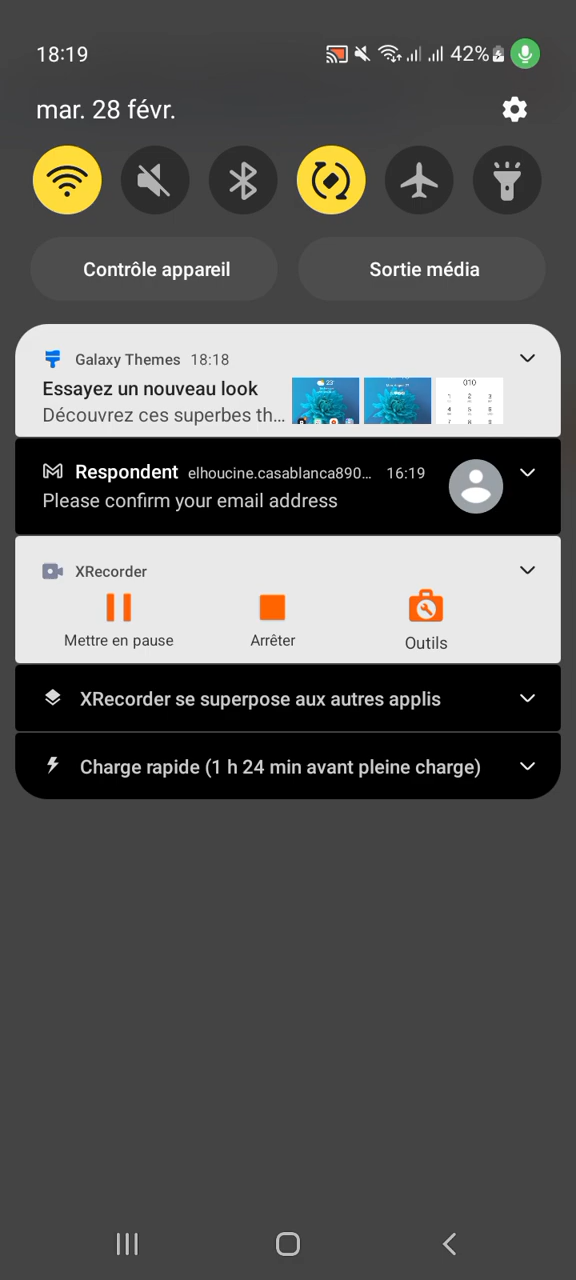 18:19 42%
mar. 28 févr.
Contrôle appareil Sortie média
Galaxy Themes 18:18
Essayez un nouveau look
Découvrez ces superbes th...
Respondent elhoucine.casablanca890... 16:19
Please confirm your email address
XRecorder
Mettre en pause Arrêter Outils
XRecorder se superpose aux autres applis
Charge rapide (1 h 24 min avant pleine charge)